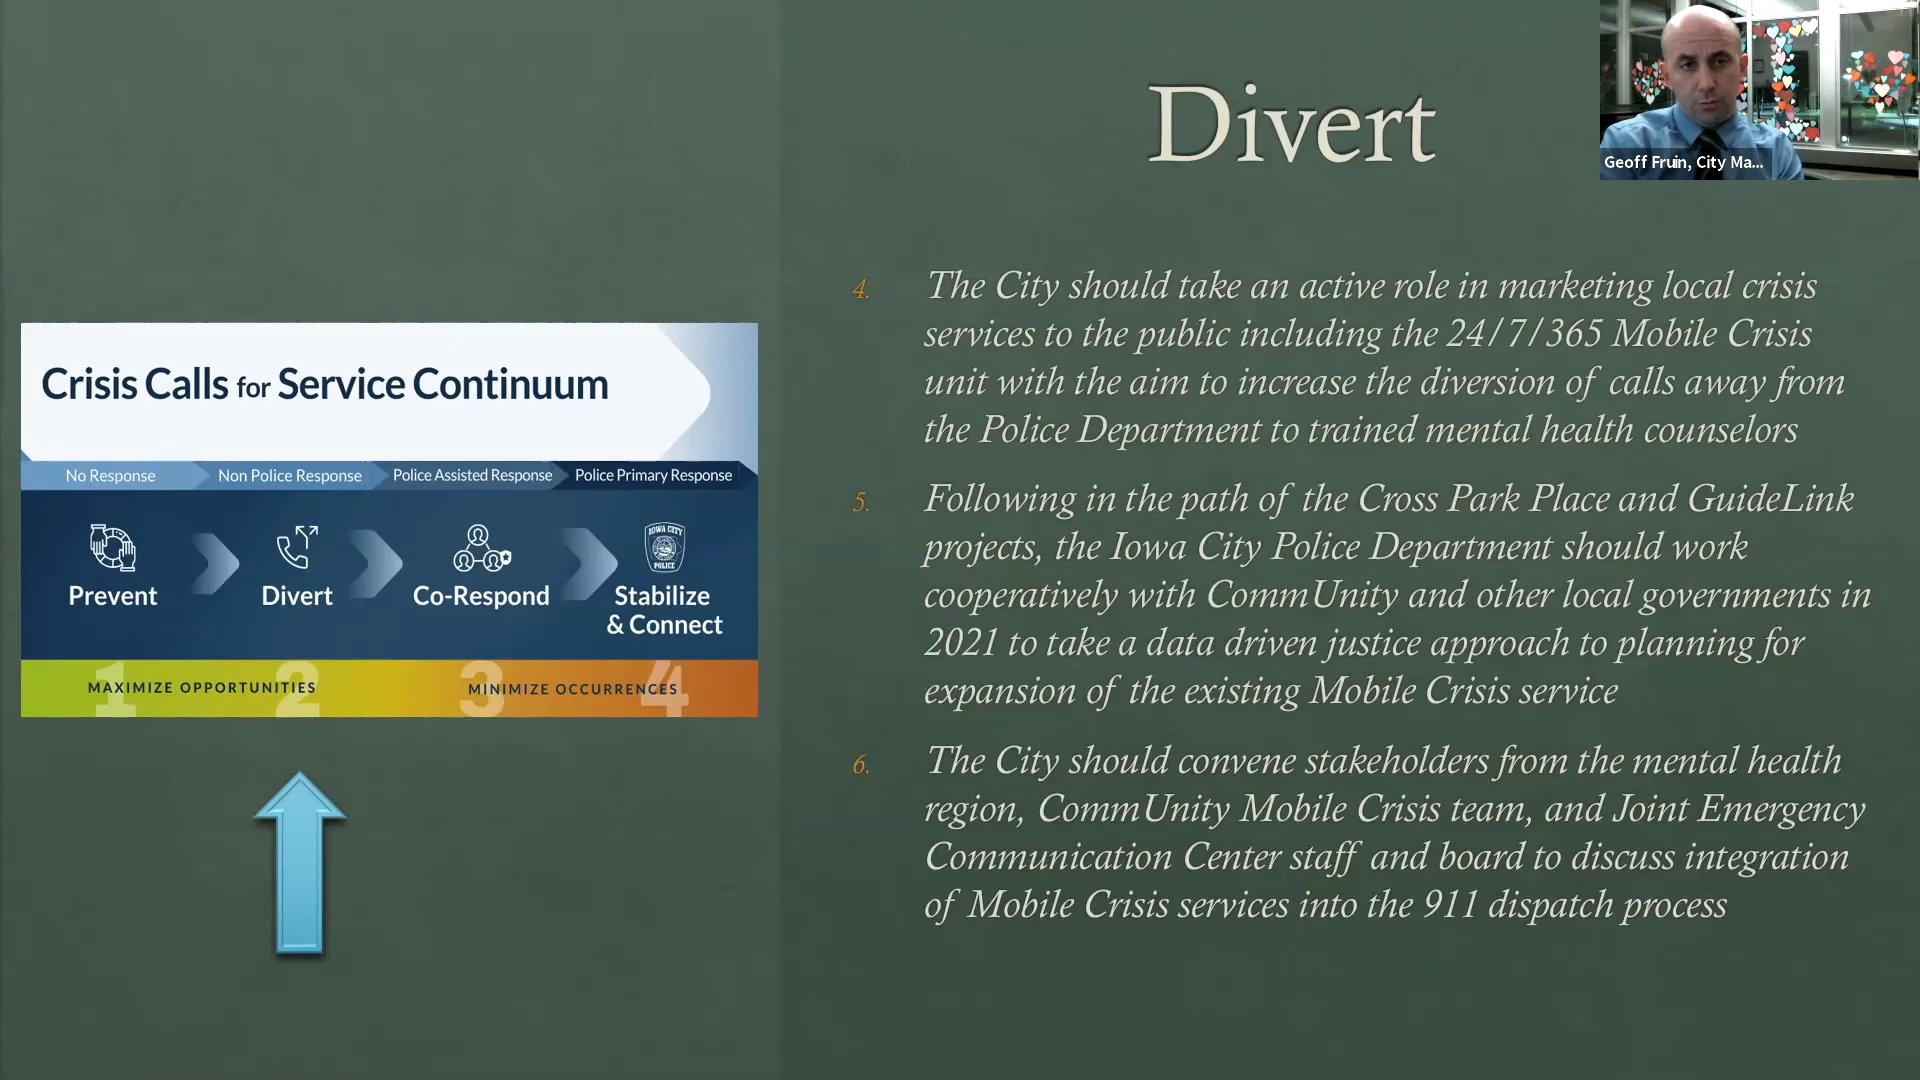 Divert
Geoff Fruin, City Ma...
Crisis Calls for Service Continuum
No Response
Non Police Response
Police Assisted Response
Police Primary Response
IOWA CITY
POLICE
Prevent
Divert
Co-Respond
Stabilize
& Connect
1
2
3
4
MAXIMIZE OPPORTUNITIES
MINIMIZE OCCURRENCES
4. The City should take an active role in marketing local crisis
services to the public including the 24/7/365 Mobile Crisis
unit with the aim to increase the diversion of calls away from
the Police Department to trained mental health counselors
5. Following in the path of the Cross Park Place and GuideLink
projects, the Iowa City Police Department should work
cooperatively with CommUnity and other local governments in
2021 to take a data driven justice approach to planning for
expansion of the existing Mobile Crisis service
6. The City should convene stakeholders from the mental health
region, CommUnity Mobile Crisis team, and Joint Emergency
Communication Center staff and board to discuss integration
of Mobile Crisis services into the 911 dispatch process